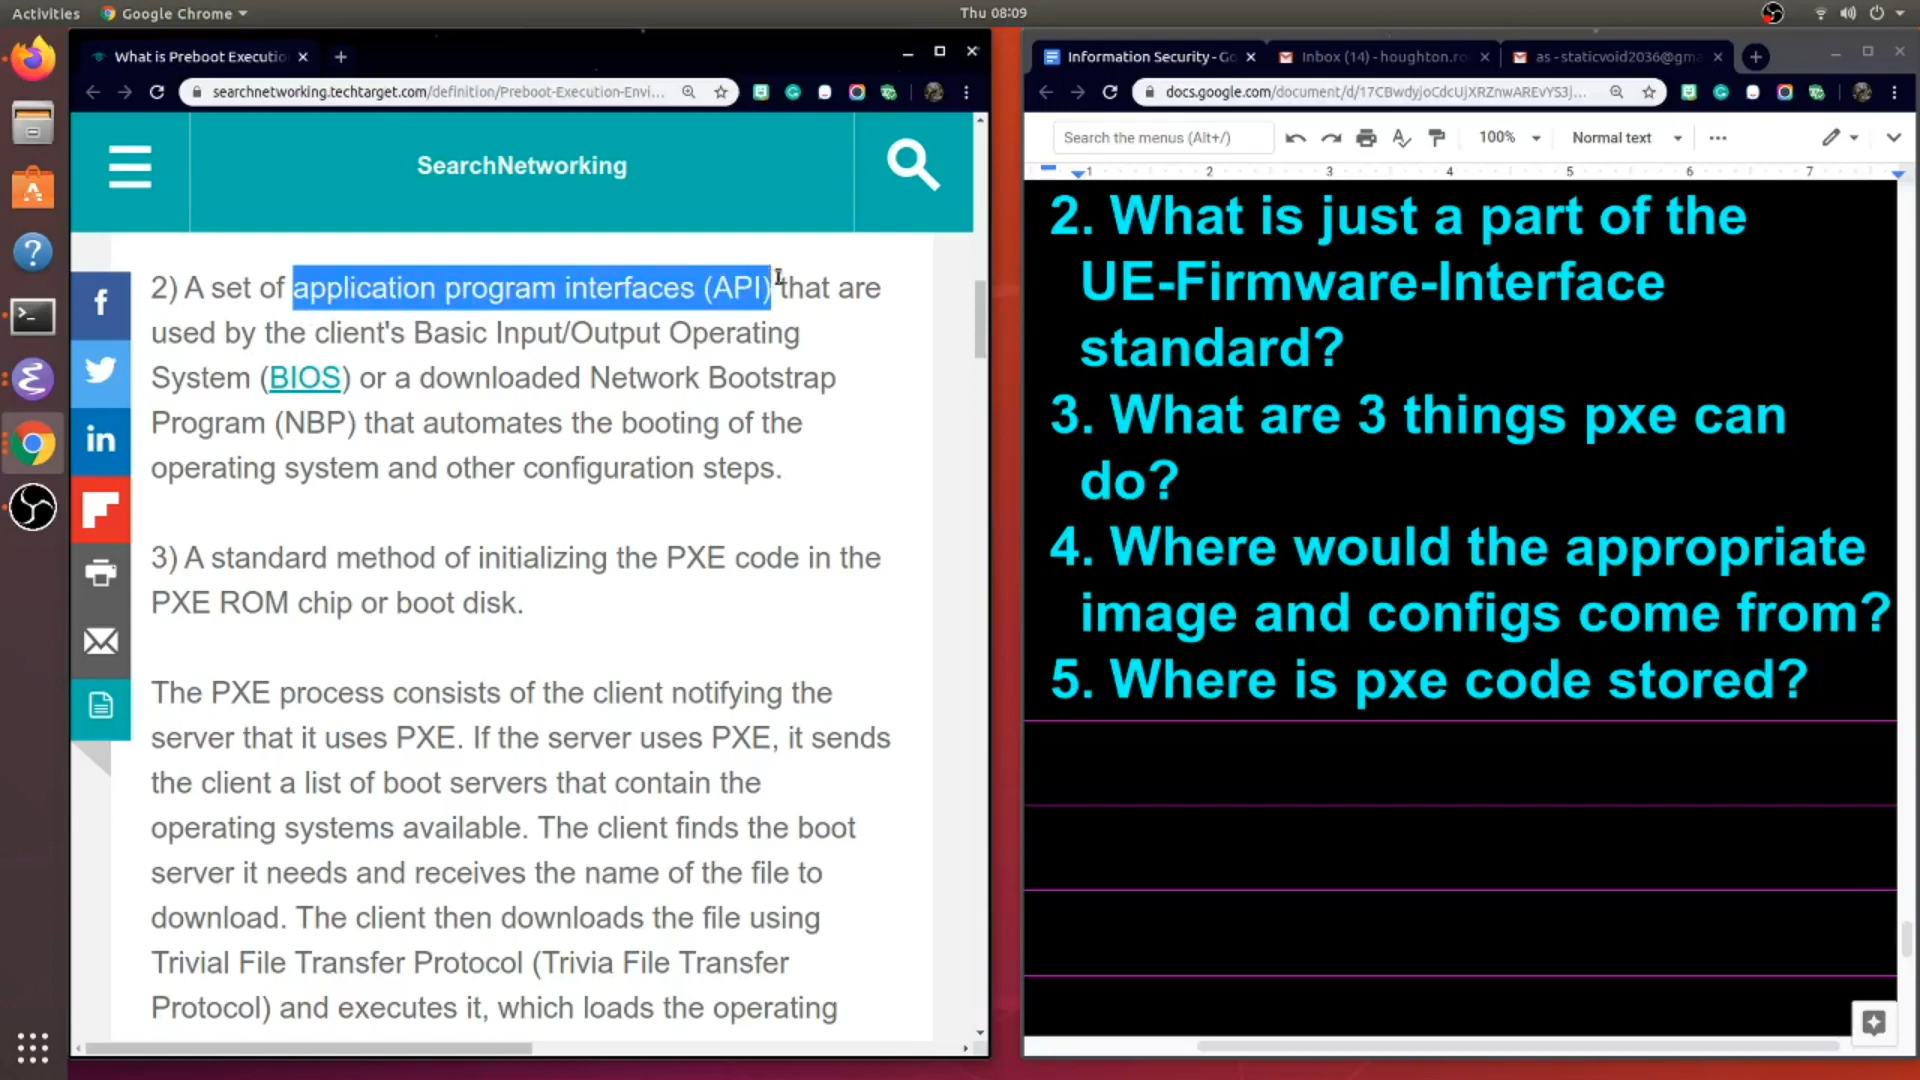 Activities
Google Chrome
Thu 08:09
What is Preboot Executio
searchnetworking.techtarget.com/definition/Preboot-Execution-Envi...
SearchNetworking
2) A set of application program interfaces (API) that are
used by the client's Basic Input/Output Operating
System (BIOS) or a downloaded Network Bootstrap
Program (NBP) that automates the booting of the
operating system and other configuration steps.
3) A standard method of initializing the PXE code in the
PXE ROM chip or boot disk.
The PXE process consists of the client notifying the
server that it uses PXE. If the server uses PXE, it sends
the client a list of boot servers that contain the
operating systems available. The client finds the boot
server it needs and receives the name of the file to
download. The client then downloads the file using
Trivial File Transfer Protocol (Trivia File Transfer
Protocol) and executes it, which loads the operating
Information Security - Go
Inbox (14) - houghton.ro
as - staticvoid2036@gma
docs.google.com/document/d/17CBwdyjoCdcUjXRZnwAREvYS3j...
Search the menus (Alt+/)
100%
Normal text
1 2 3 4 5 6 7
2. What is just a part of the
UE-Firmware-Interface
standard?
3. What are 3 things pxe can
do?
4. Where would the appropriate
image and configs come from?
5. Where is pxe code stored?